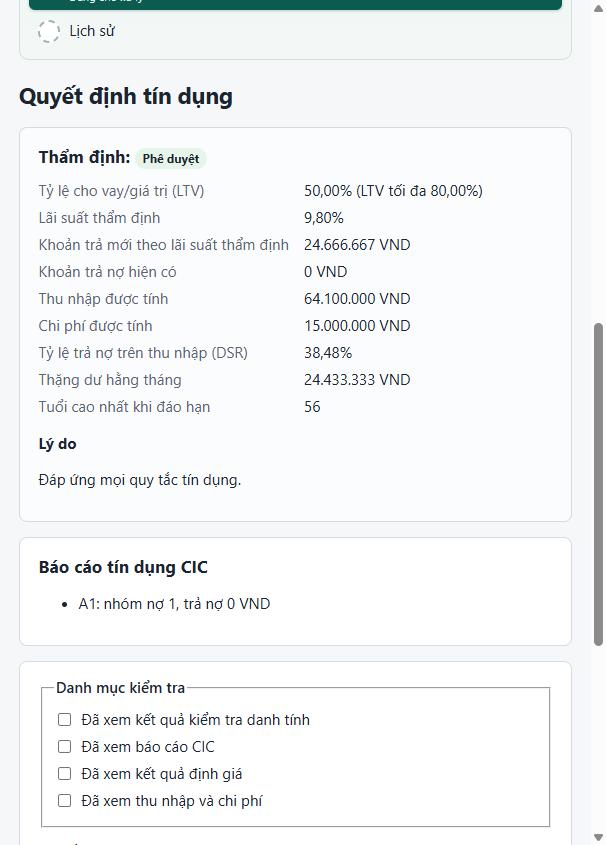 Lịch sử
Quyết định tín dụng
Thẩm định: Phê duyệt
Tỷ lệ cho vay/giá trị (LTV) 50,00% (LTV tối đa 80,00%)
Lãi suất thẩm định 9,80%
Khoản trả mới theo lãi suất thẩm định 24.666.667 VND
Khoản trả nợ hiện có 0 VND
Thu nhập được tính 64.100.000 VND
Chi phí được tính 15.000.000 VND
Tỷ lệ trả nợ trên thu nhập (DSR) 38,48%
Thặng dư hằng tháng 24.433.333 VND
Tuổi cao nhất khi đáo hạn 56
Lý do
Đáp ứng mọi quy tắc tín dụng.
Báo cáo tín dụng CIC
A1: nhóm nợ 1, trả nợ 0 VND
Danh mục kiểm tra
Đã xem kết quả kiểm tra danh tính
Đã xem báo cáo CIC
Đã xem kết quả định giá
Đã xem thu nhập và chi phí